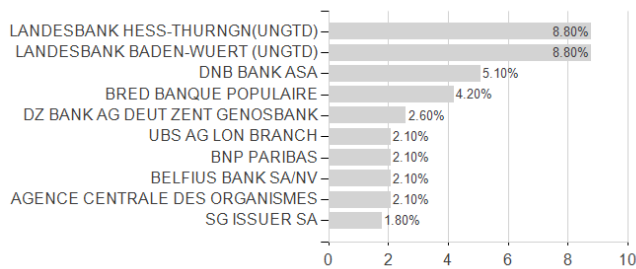 LANDESBANK HESS-THURNGN(UNGTD) 8.80%
LANDESBANK BADEN-WUERT (UNGTD) 8.80%
DNB BANK ASA 5.10%
BRED BANQUE POPULAIRE 4.20%
DZ BANK AG DEUT ZENT GENOSBANK 2.60%
UBS AG LON BRANCH 2.10%
BNP PARIBAS 2.10%
BELFIUS BANK SA/NV 2.10%
AGENCE CENTRALE DES ORGANISMES 2.10%
SG ISSUER SA 1.80%
0 2 4 6 8 10